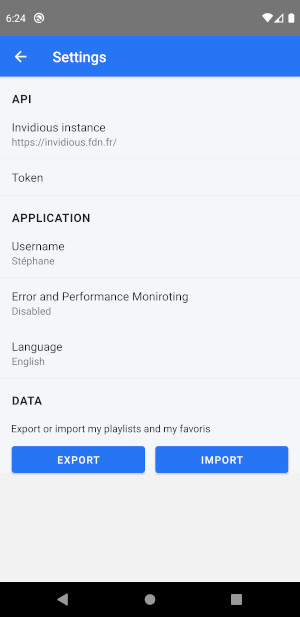 6:24
Settings
API
Invidious instance
https://invidious.fdn.fr/
Token
APPLICATION
Username
Stéphane
Error and Performance Moniroting
Disabled
Language
English
DATA
Export or import my playlists and my favoris
EXPORT IMPORT